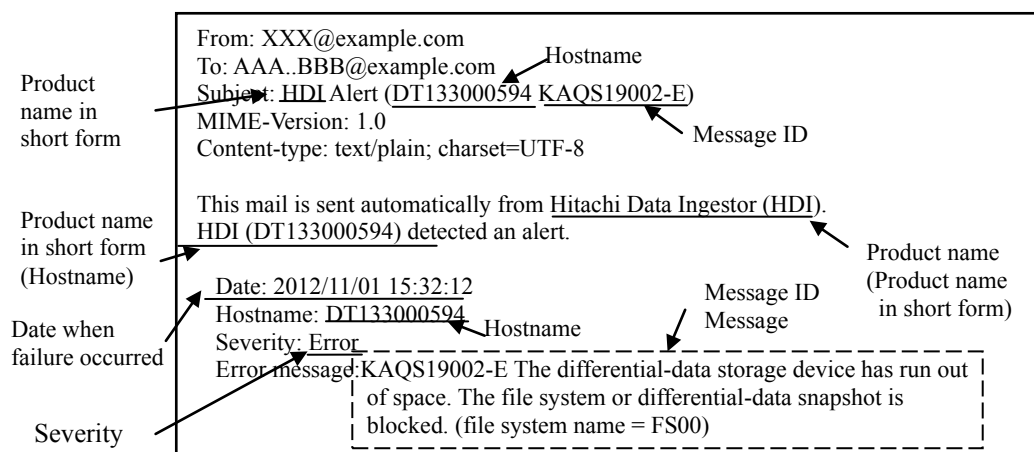 From: XXX@example.com
Hostname
To: AAA..BBB@example.com
Product
name in
short form
Subject: HDI Alert (DT133000594 KAQS19002-E)
MIME-Version: 1.0
Message ID
Content-type: text/plain; charset=UTF-8
This mail is sent automatically from Hitachi Data Ingestor (HDI).
Product name
in short form
(Hostname)
HDI (DT133000594) detected an alert.
Product name
(Product name
in short form)
Date: 2012/11/01 15:32:12
Message ID
Message
Hostname: DT133000594
Hostname
Date when
failure occurred
Severity: Error
Error message:KAQS19002-E The differential-data storage device has run out
of space. The file system or differential-data snapshot is
blocked. (file system name = FS00)
Severity